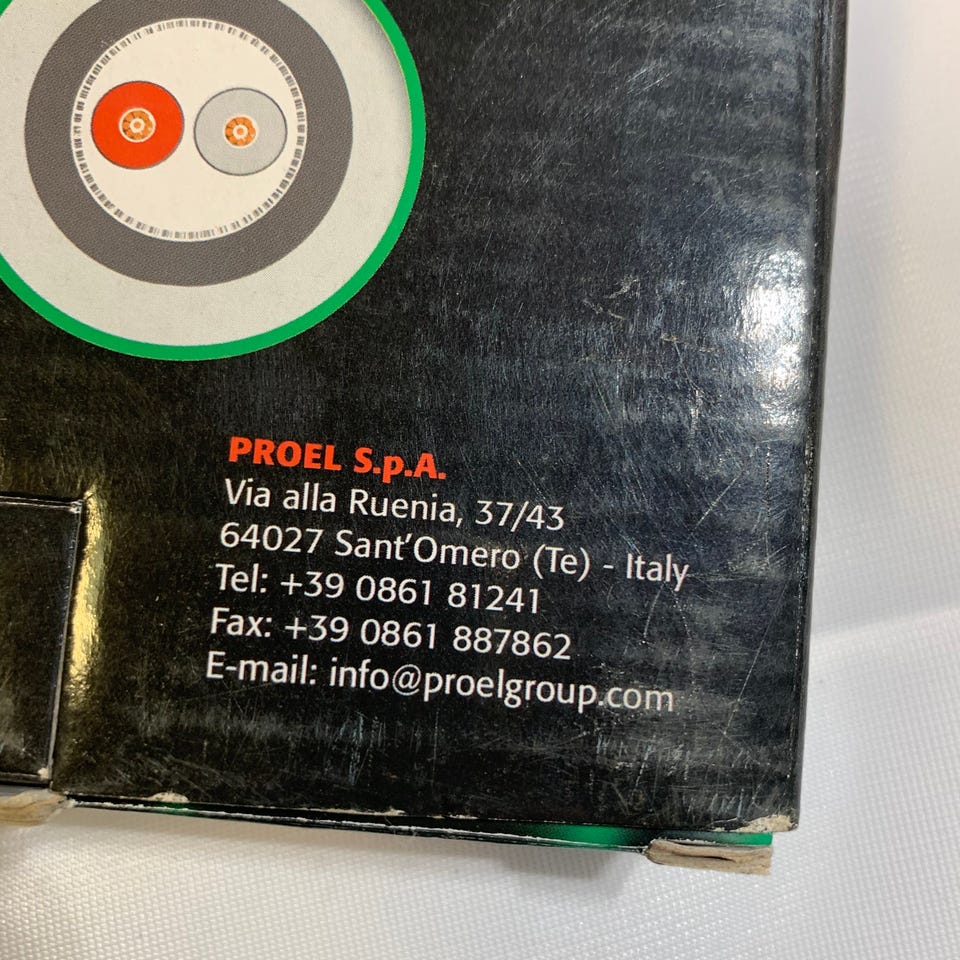 PROEL S.p.A.
Via alla Ruenia, 37/43
64027 Sant'Omero (Te) - Italy
Tel: +39 0861 81241
Fax: +39 0861 887862
E-mail: info@proelgroup.com